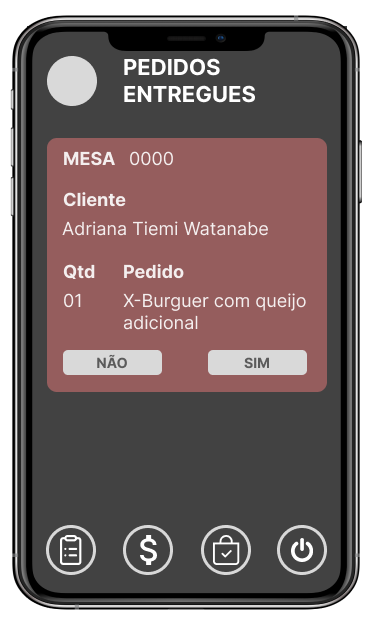 PEDIDOS
ENTREGUES
MESA 0000
Cliente
Adriana Tiemi Watanabe
Qtd Pedido
01 X-Burguer com queijo
adicional
NÃO SIM